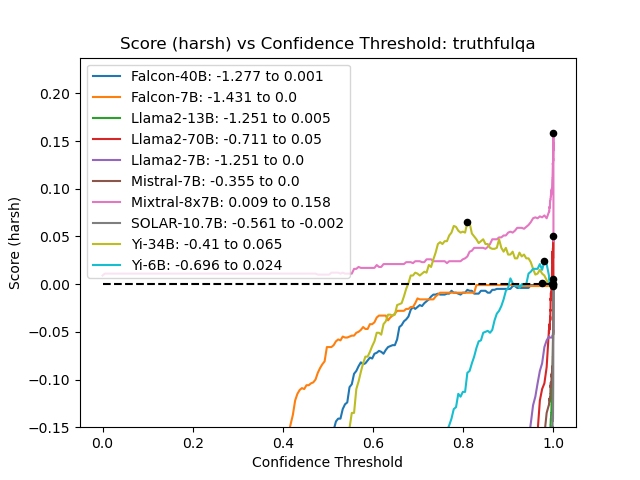 Score (harsh) vs Confidence Threshold: truthfulqa
Falcon-40B: -1.277 to 0.001
Falcon-7B: -1.431 to 0.0
Llama2-13B: -1.251 to 0.005
Llama2-70B: -0.711 to 0.05
Llama2-7B: -1.251 to 0.0
Mistral-7B: -0.355 to 0.0
Mixtral-8x7B: 0.009 to 0.158
SOLAR-10.7B: -0.561 to -0.002
Yi-34B: -0.41 to 0.065
Yi-6B: -0.696 to 0.024
Score (harsh)
0.20
0.15
0.10
0.05
0.00
−0.05
−0.10
−0.15
0.0 0.2 0.4 0.6 0.8 1.0
Confidence Threshold